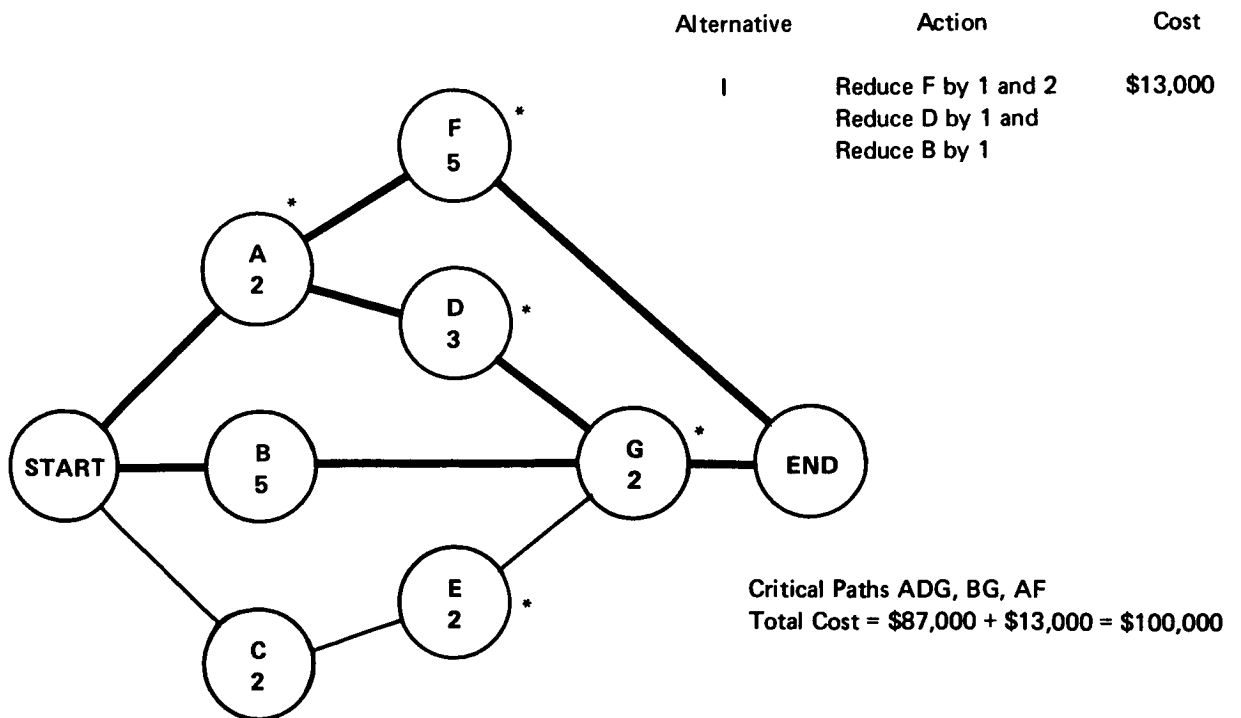 Alternative Action Cost
I Reduce F by 1 and 2 $13,000
Reduce D by 1 and
Reduce B by 1
F
5
*
A
2
*
D
3
*
START
B
5
G
2
*
END
E
2
*
C
2
Critical Paths ADG, BG, AF
Total Cost = $87,000 + $13,000 = $100,000